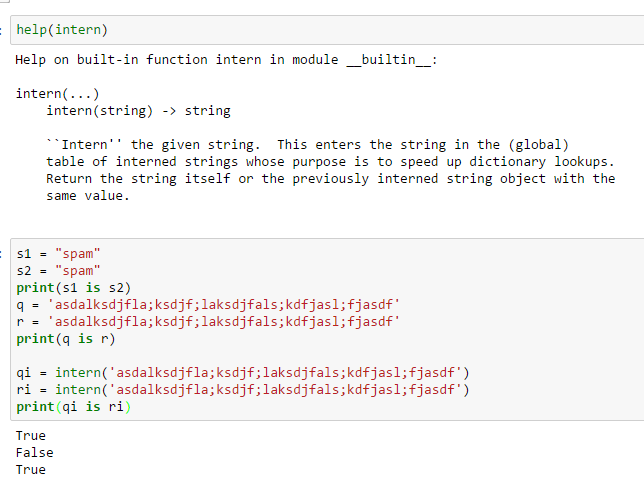 help(intern)
Help on built-in function intern in module __builtin__:
intern(...)
    intern(string) -> string
    ``Intern'' the given string.  This enters the string in the (global)
    table of interned strings whose purpose is to speed up dictionary lookups.
    Return the string itself or the previously interned string object with the
    same value.
s1 = "spam"
s2 = "spam"
print(s1 is s2)
q = 'asdalksdjfla;ksdjf;laksdjfals;kdfjasl;fjasdf'
r = 'asdalksdjfla;ksdjf;laksdjfals;kdfjasl;fjasdf'
print(q is r)
qi = intern('asdalksdjfla;ksdjf;laksdjfals;kdfjasl;fjasdf')
ri = intern('asdalksdjfla;ksdjf;laksdjfals;kdfjasl;fjasdf')
print(qi is ri)
True
False
True